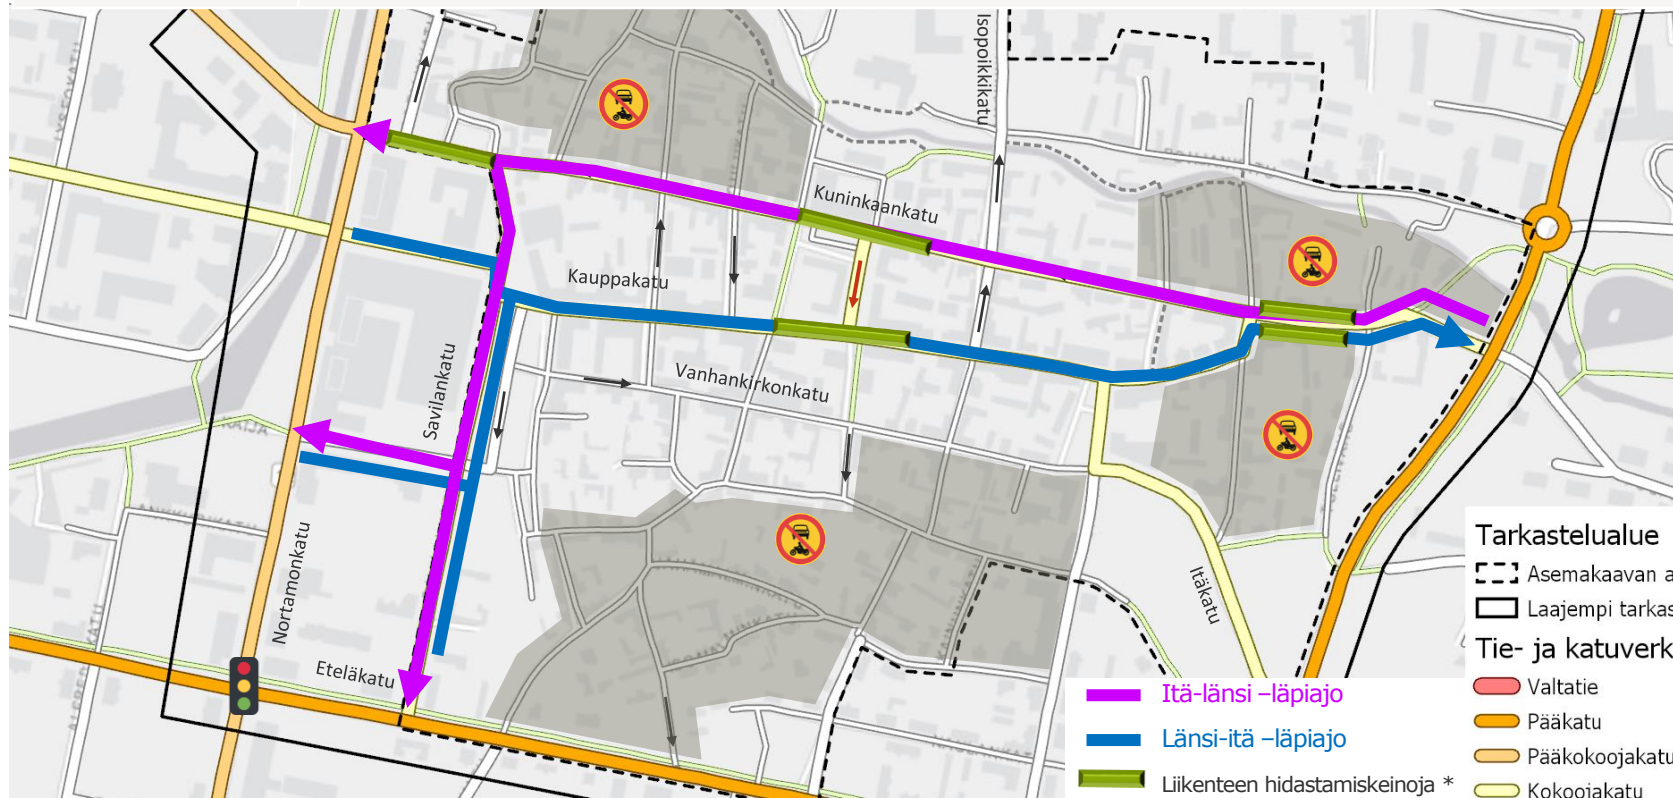 Isopoikkikatu
Kuninkaankatu
Kauppakatu
Savilankatu
Vanhankirkonkatu
Nortamonkatu
Eteläkatu
Itäkatu
Itä-länsi –läpiajo
Länsi-itä –läpiajo
Liikenteen hidastamiskeinoja *
Tarkastelualue
Asemakaavan a
Laajempi tarkas
Tie- ja katuverk
Valtatie
Pääkatu
Pääkokoojakatu
Kokoojakatu